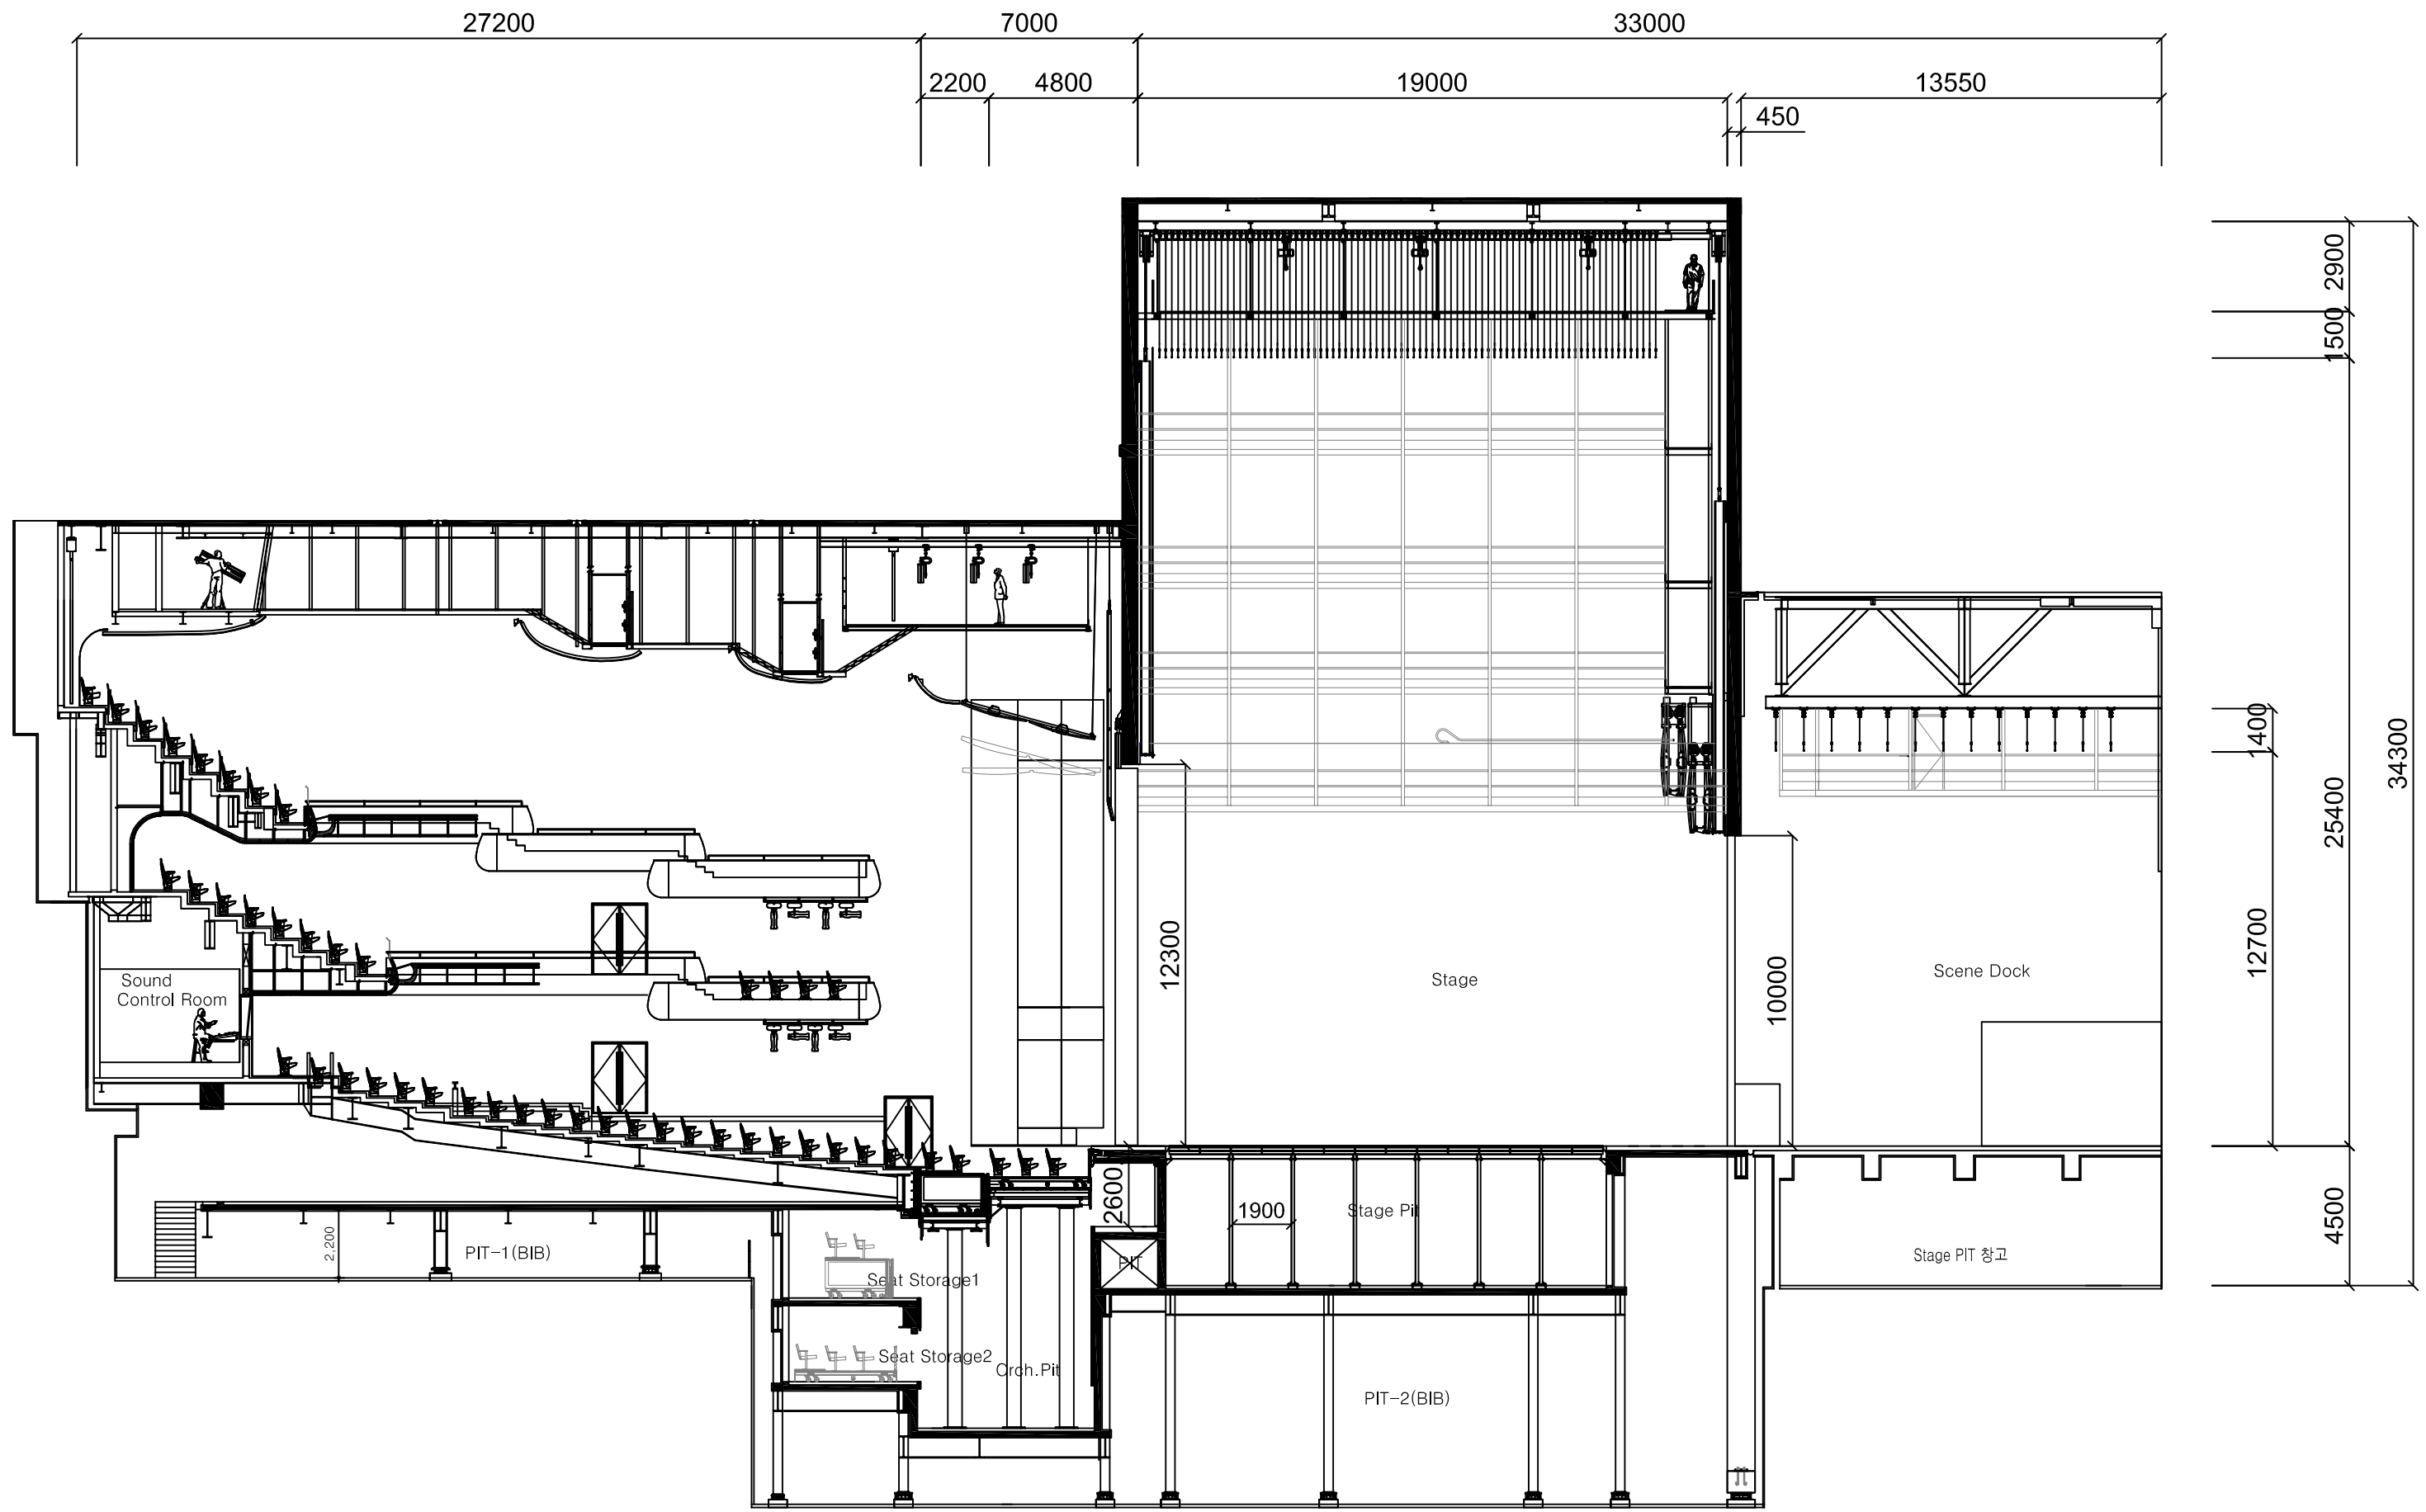 27200
7000
33000
2200
4800
19000
13550
450
2900
1500
34300
1400
25400
12700
12300
10000
Sound
Control Room
Stage
Scene Dock
2600
1900
Stage Pit
4500
2,200
PIT-1(BIB)
PIT
Stage PIT 창고
Seat Storage1
Seat Storage2
Orch.Pit
PIT-2(BIB)